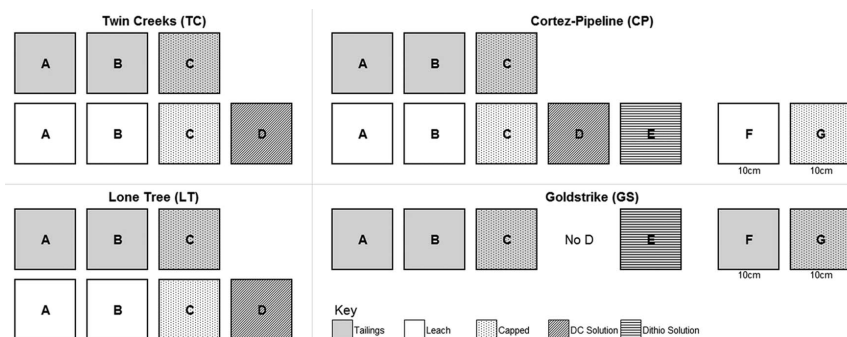 Twin Creeks (TC)
A B C
A B C D
Cortez-Pipeline (CP)
A B C
A B C D E F G
10cm 10cm
Lone Tree (LT)
A B C
A B C D
Goldstrike (GS)
A B C No D E F G
10cm 10cm
Key
Tailings Leach Capped DC Solution Dithio Solution